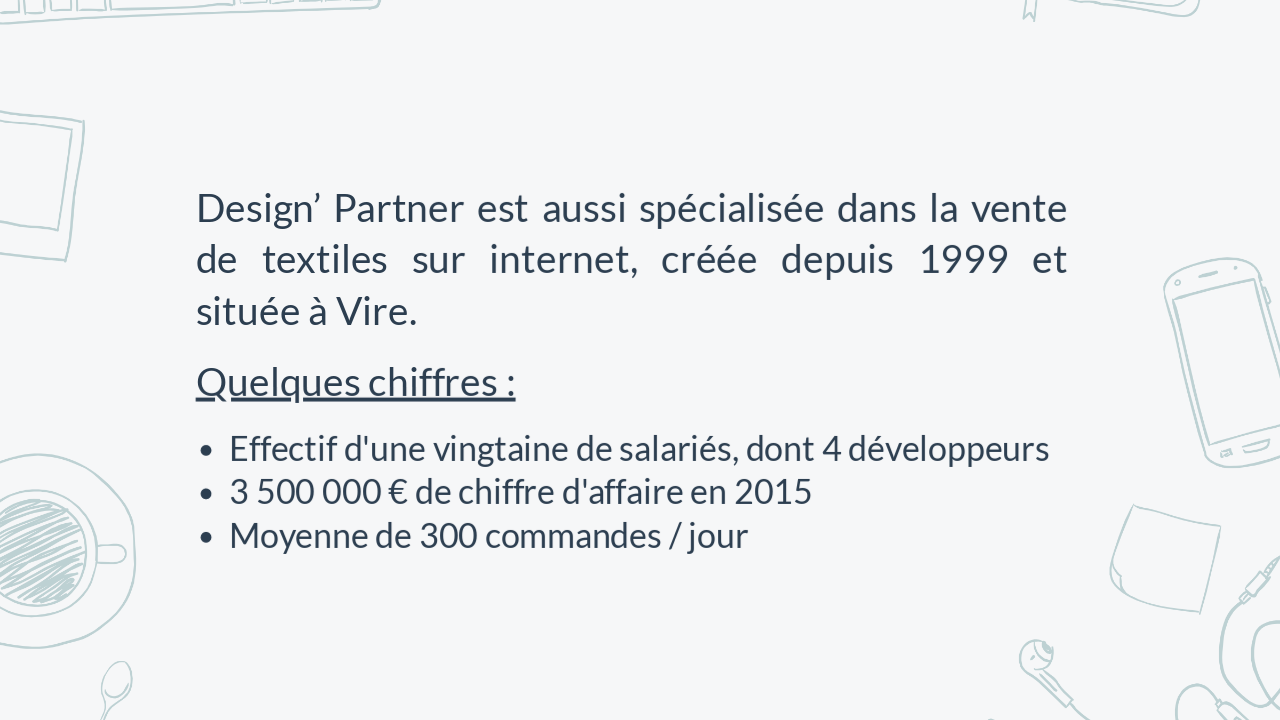 Design’ Partner est aussi spécialisée dans la vente
de textiles sur internet, créée depuis 1999 et
située à Vire.
Quelques chiffres :
• Effectif d'une vingtaine de salariés, dont 4 développeurs
• 3 500 000 € de chiffre d'affaire en 2015
• Moyenne de 300 commandes / jour